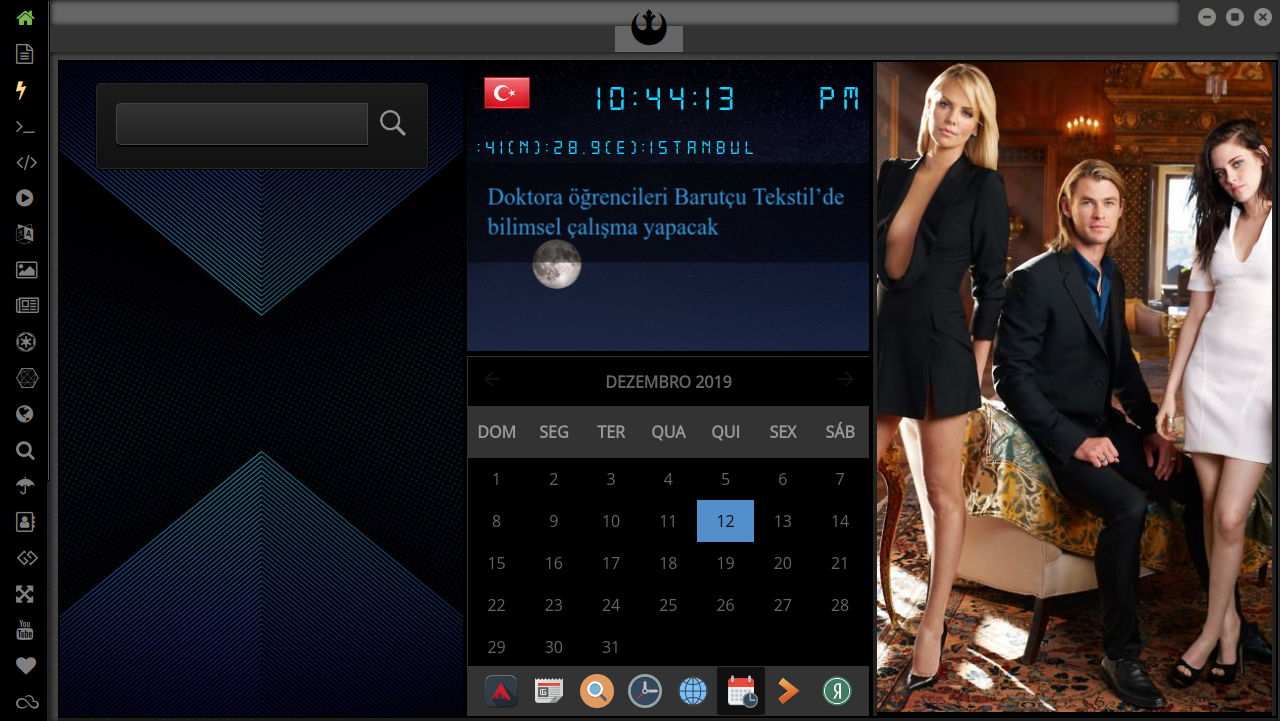 10:44:13 PM
:41(N):28.9(E):ISTANBUL
Doktora öğrencileri Barutçu Tekstil’de
bilimsel çalışma yapacak
DEZEMBRO 2019
DOM SEG TER QUA QUI SEX SÁB
1 2 3 4 5 6 7
8 9 10 11 12 13 14
15 16 17 18 19 20 21
22 23 24 25 26 27 28
29 30 31
You
Tube
Я